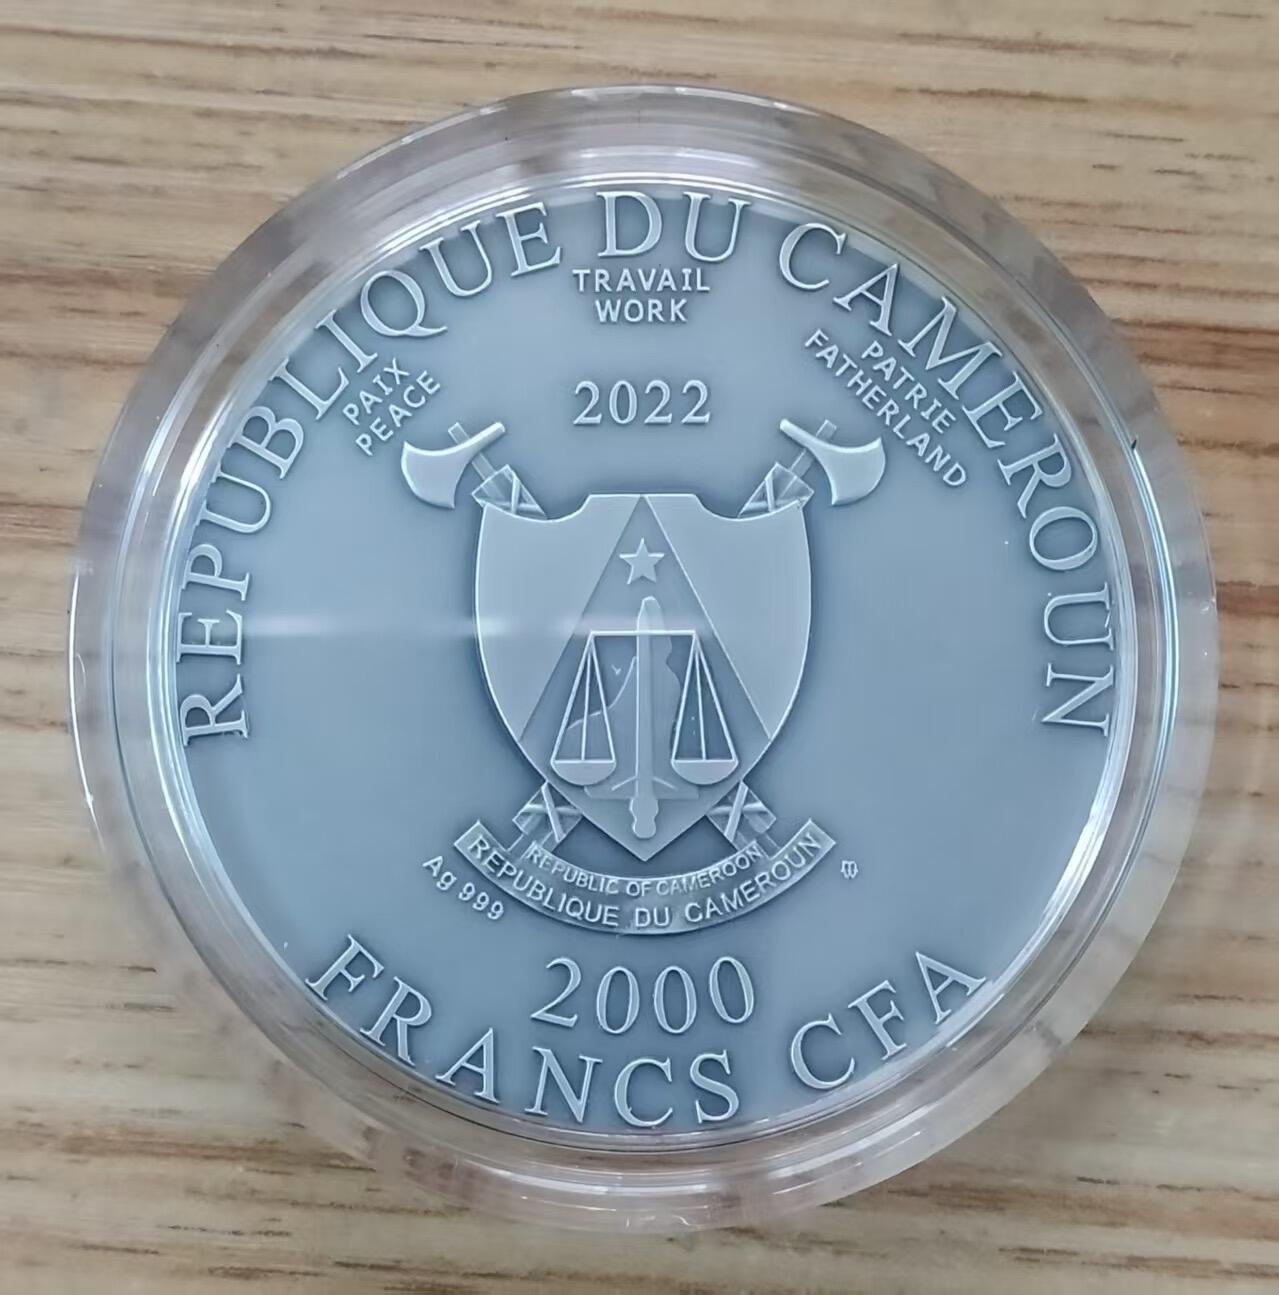 REPUBLIQUE DU CAMEROUN
TRAVAIL
WORK
PAIX
PEACE
PATRIE
FATHERLAND
2022
REPUBLIC OF CAMEROON
REPUBLIQUE DU CAMEROUN
Ag 999
2000
FRANCS CFA